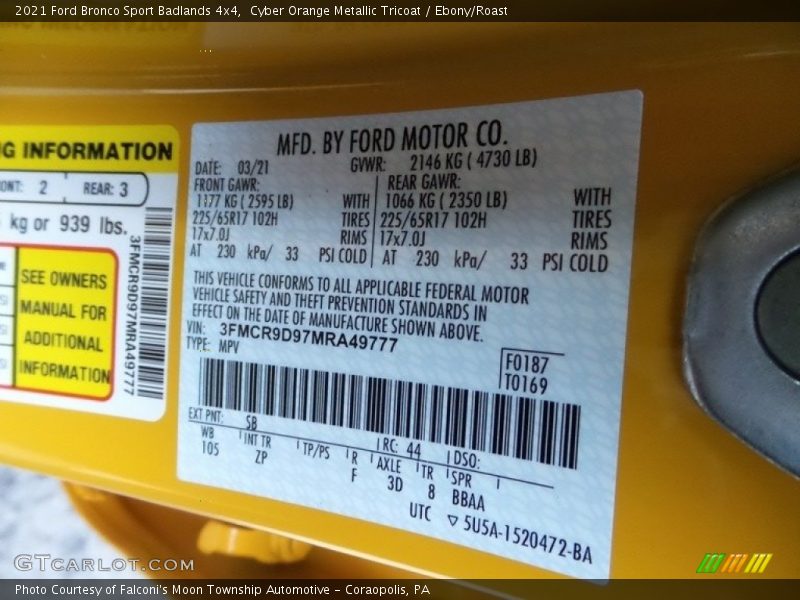 2021 Ford Bronco Sport Badlands 4x4, Cyber Orange Metallic Tricoat / Ebony/Roast
NG INFORMATION
FRONT: 2 REAR: 3
kg or 939 lbs.
SEE OWNERS
MANUAL FOR
ADDITIONAL
INFORMATION
3FMCR9D97MRA49777
MFD. BY FORD MOTOR CO.
DATE: 03/21 GVWR: 2146 KG ( 4730 LB)
FRONT GAWR: REAR GAWR:
1177 KG ( 2595 LB) WITH 1066 KG ( 2350 LB) WITH
225/65R17 102H TIRES 225/65R17 102H TIRES
17x7.0J RIMS 17x7.0J RIMS
AT 230 kPa/ 33 PSI COLD AT 230 kPa/ 33 PSI COLD
THIS VEHICLE CONFORMS TO ALL APPLICABLE FEDERAL MOTOR
VEHICLE SAFETY AND THEFT PREVENTION STANDARDS IN
EFFECT ON THE DATE OF MANUFACTURE SHOWN ABOVE.
VIN: 3FMCR9D97MRA49777
TYPE: MPV
F0187
T0169
EXT PNT: SB RC: 44 DSO:
WB INT TR TP/PS R AXLE TR SPR
105 ZP F 3D 8 BBAA
UTC ▽ 5U5A-1520472-BA
GTCarLot.com
Photo Courtesy of Falconi's Moon Township Automotive - Coraopolis, PA